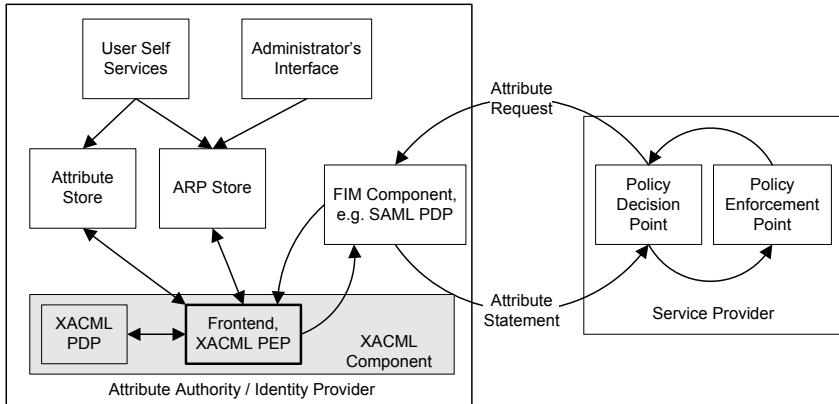 User Self
Services
Administrator's
Interface
Attribute
Request
Attribute
Store
ARP Store
FIM Component,
e.g. SAML PDP
Policy
Decision
Point
Policy
Enforcement
Point
Attribute
Statement
Service Provider
XACML
PDP
Frontend,
XACML PEP
XACML
Component
Attribute Authority / Identity Provider